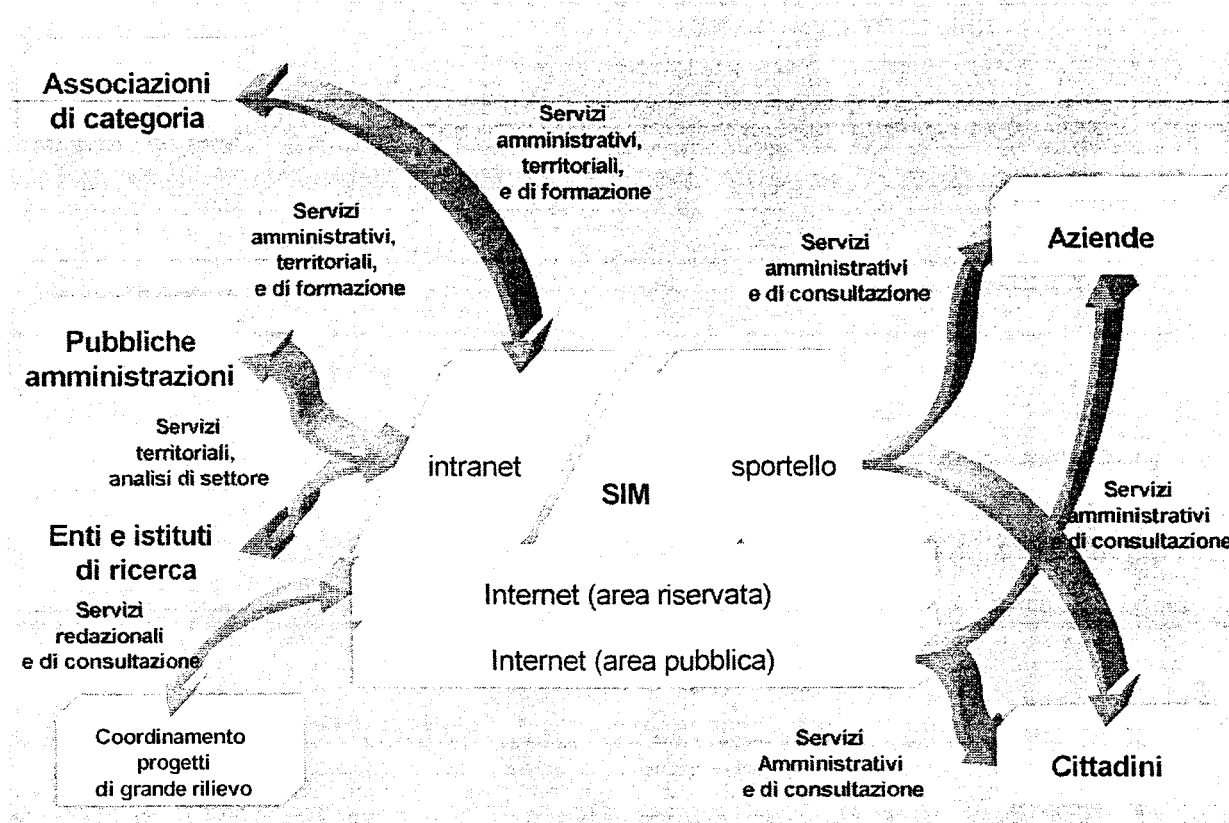 Associazioni
di categoria
Servizi
amministrativi,
territoriali,
e di formazione
Servizi
amministrativi,
territoriali,
e di formazione
Aziende
Servizi
amministrativi
e di consultazione
Pubbliche
amministrazioni
Servizi
territoriali,
analisi di settore
intranet
SIM
sportello
Servizi
amministrativi
e di consultazione
Enti e istituti
di ricerca
Servizi
redazionali
e di consultazione
Internet (area riservata)
Internet (area pubblica)
Coordinamento
progetti
di grande rilievo
Servizi
Amministrativi
e di consultazione
Cittadini